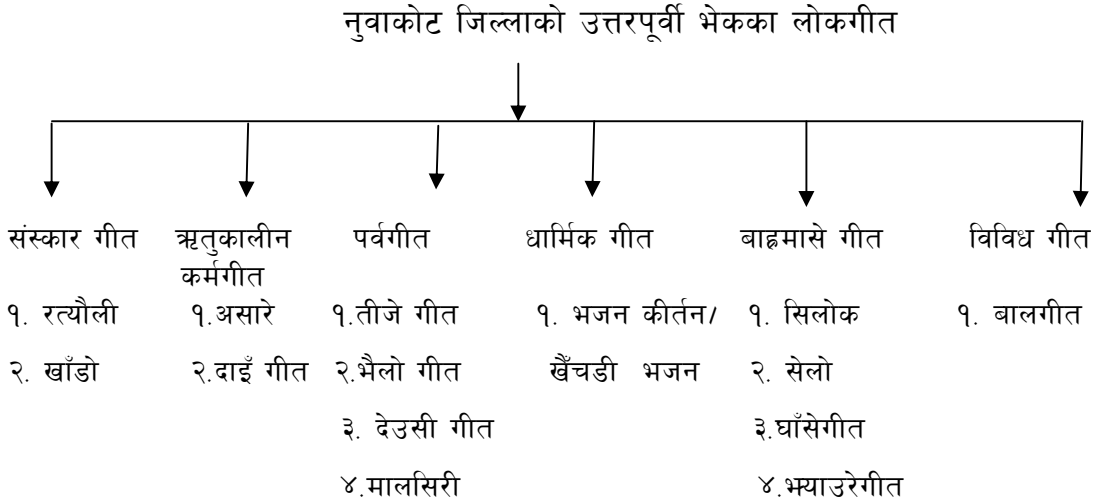 नुवाकोट जिल्लाको उत्तरपूर्वी भेकका लोकगीत
संस्कार गीत ऋतुकालीन पर्वगीत धार्मिक गीत बाह्रमासे गीत विविध गीत
कर्मगीत
१. रत्यौली १.असारे १.तीजे गीत १. भजन कीर्तन/ १. सिलोक १. बालगीत
२. खाँडो २.दाइँ गीत २.भैलो गीत खैँचडी भजन २. सेलो
३. देउसी गीत ३.घाँसेगीत
४.मालसिरी ४.झ्याउरेगीत